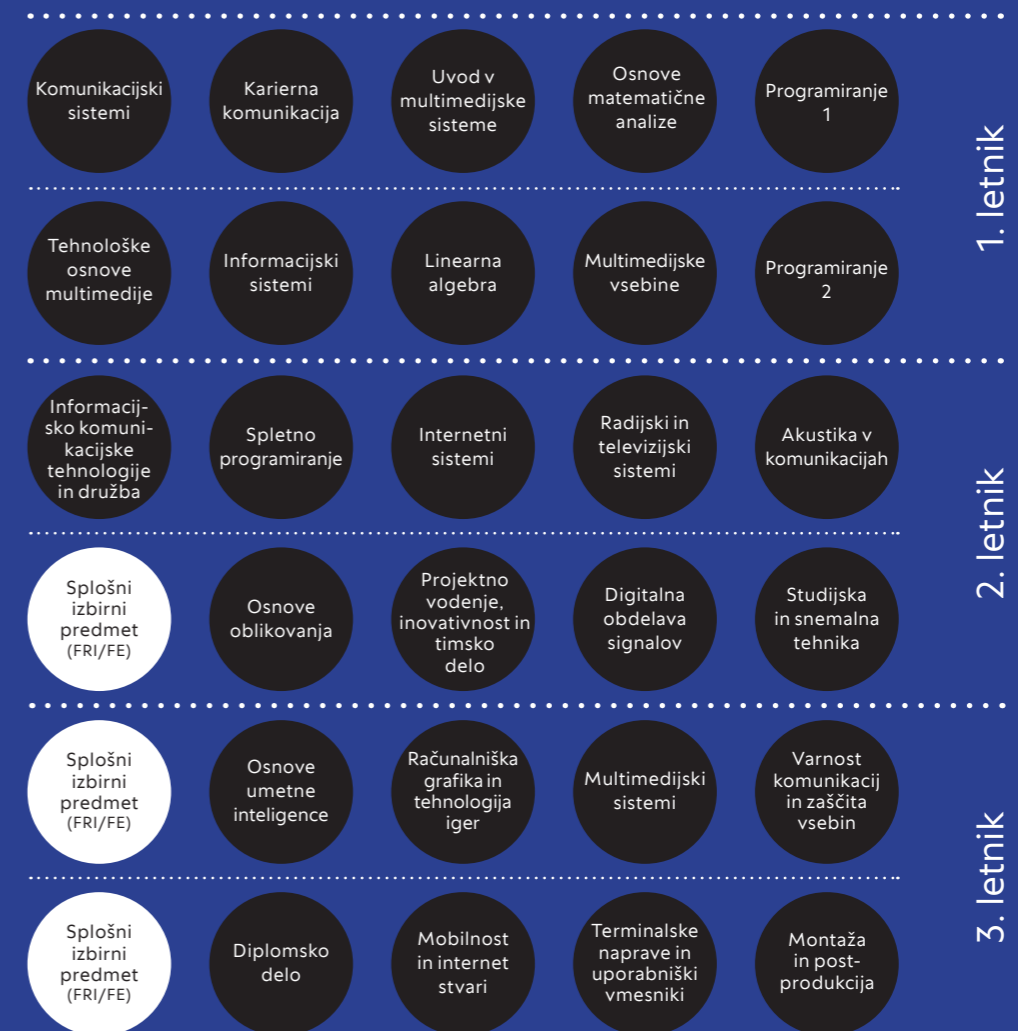 Komunikacijski
sistemi
Karierna
komunikacija
Uvod v
multimedijske
sisteme
Osnove
matematične
analize
Programiranje
1
Tehnološke
osnove
multimedije
Informacijski
sistemi
Linearna
algebra
Multimedijske
vsebine
Programiranje
2
1. letnik
Informacij-
sko komuni-
kacijske
tehnologije
in družba
Spletno
programiranje
Internetni
sistemi
Radijski in
televizijski
sistemi
Akustika v
komunikacijah
Splošni
izbirni
predmet
(FRI/FE)
Osnove
oblikovanja
Projektno
vodenje,
inovativnost in
timsko
delo
Digitalna
obdelava
signalov
Studijska
in snemalna
tehnika
2. letnik
Splošni
izbirni
predmet
(FRI/FE)
Osnove
umetne
inteligence
Računalniška
grafika in
tehnologija
iger
Multimedijski
sistemi
Varnost
komunikacij
in zaščita
vsebin
Splošni
izbirni
predmet
(FRI/FE)
Diplomsko
delo
Mobilnost
in internet
stvari
Terminalske
naprave in
uporabniški
vmesniki
Montaža
in post-
produkcija
3. letnik